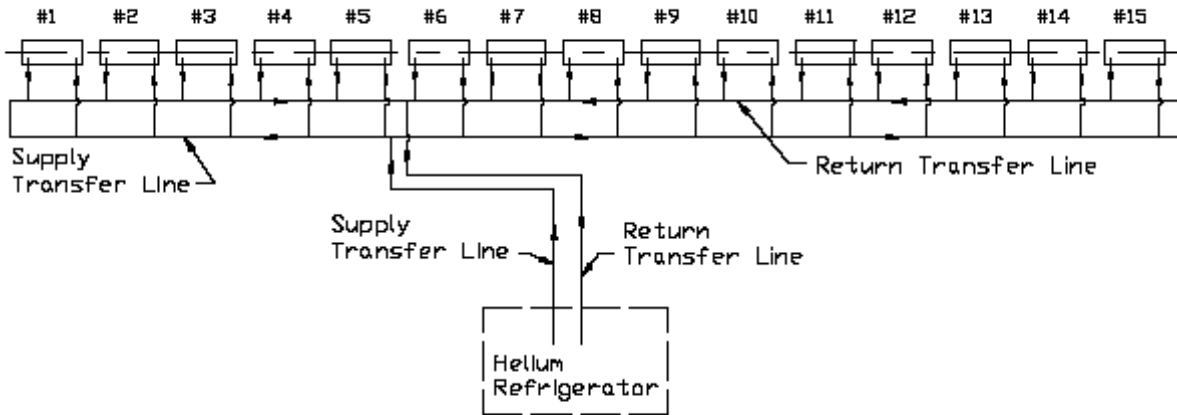 #1 #2 #3 #4 #5 #6 #7 #8 #9 #10 #11 #12 #13 #14 #15
Supply
Transfer Line
Return Transfer Line
Supply
Transfer Line
Return
Transfer Line
Helium
Refrigerator